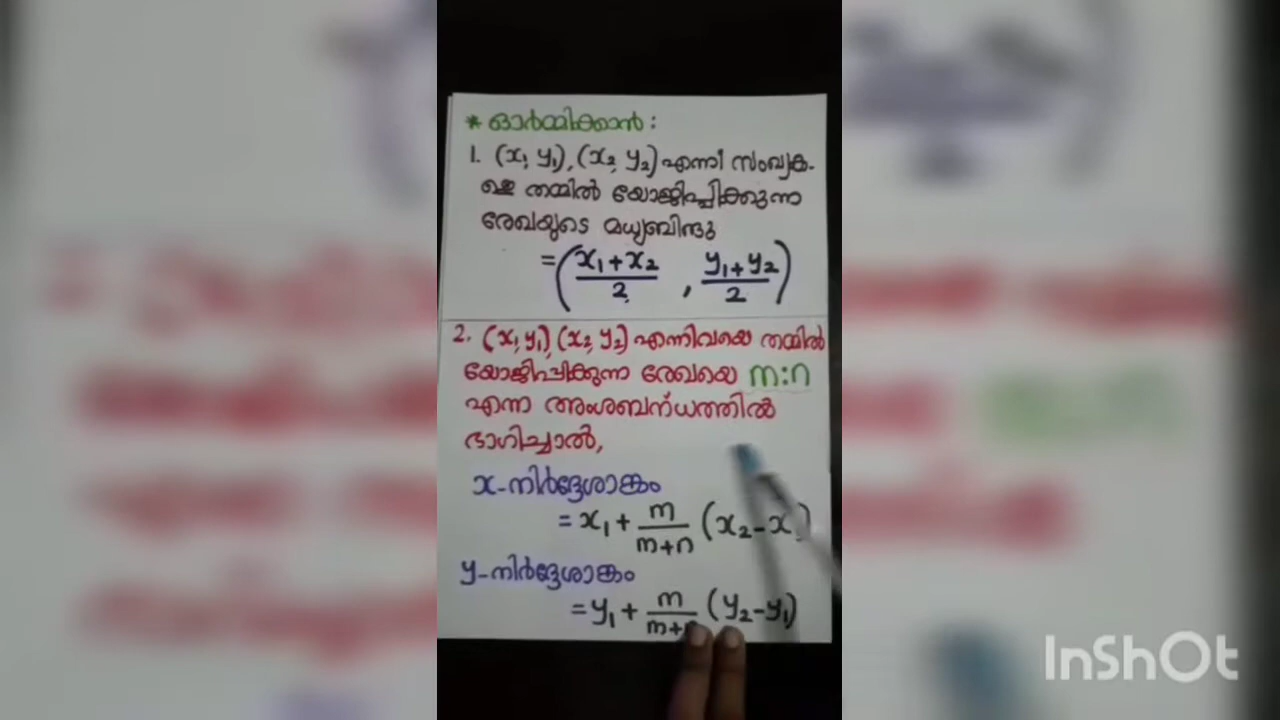 * ഓർമ്മിക്കാൻ :
1. (x₁, y₁), (x₂, y₂) എന്നീ സംഖ്യക-
ളെ തമ്മിൽ യോജിപ്പിക്കുന്ന
രേഖയുടെ മധ്യബിന്ദു
= (x₁+x₂/2 , y₁+y₂/2)
2. (x₁, y₁), (x₂, y₂) എന്നിവയെ തമ്മിൽ
യോജിപ്പിക്കുന്ന രേഖയെ m:n
എന്ന അംശബന്ധത്തിൽ
ഭാഗിച്ചാൽ,
x-നിർദ്ദേശാങ്കം
= x₁ + m/m+n (x₂-x₁)
y-നിർദ്ദേശാങ്കം
= y₁ + m/m+n (y₂-y₁)
InShOt